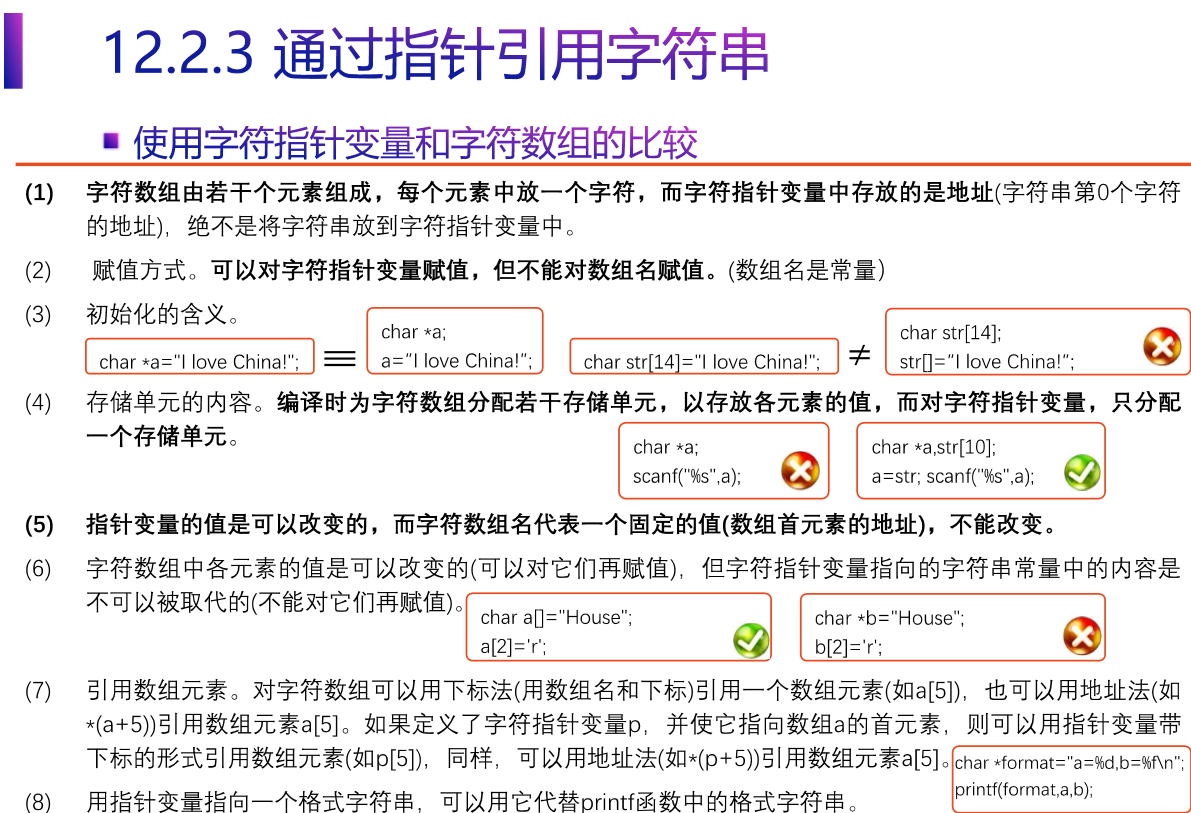 12.2.3 通过指针引用字符串
使用字符指针变量和字符数组的比较
(1) 字符数组由若干个元素组成，每个元素中放一个字符，而字符指针变量中存放的是地址(字符串第0个字符
的地址)，绝不是将字符串放到字符指针变量中。
(2) 赋值方式。可以对字符指针变量赋值，但不能对数组名赋值。(数组名是常量）
(3) 初始化的含义。
char *a="I love China!";
≡
char *a;
a=“I love China!”;
char str[14]="I love China!";
≠
char str[14];
str[]=“I love China!”;
(4) 存储单元的内容。编译时为字符数组分配若干存储单元，以存放各元素的值，而对字符指针变量，只分配
一个存储单元。
char *a;
scanf("%s",a);
char *a,str[10];
a=str; scanf("%s",a);
(5) 指针变量的值是可以改变的，而字符数组名代表一个固定的值(数组首元素的地址)，不能改变。
(6) 字符数组中各元素的值是可以改变的(可以对它们再赋值)，但字符指针变量指向的字符串常量中的内容是
不可以被取代的(不能对它们再赋值)。
char a[]="House";
a[2]='r';
char *b="House";
b[2]='r';
(7) 引用数组元素。对字符数组可以用下标法(用数组名和下标)引用一个数组元素(如a[5])，也可以用地址法(如
*(a+5))引用数组元素a[5]。如果定义了字符指针变量p，并使它指向数组a的首元素，则可以用指针变量带
下标的形式引用数组元素(如p[5])，同样，可以用地址法(如*(p+5))引用数组元素a[5]。
char *format="a=%d,b=%f\n";
printf(format,a,b);
(8) 用指针变量指向一个格式字符串，可以用它代替printf函数中的格式字符串。